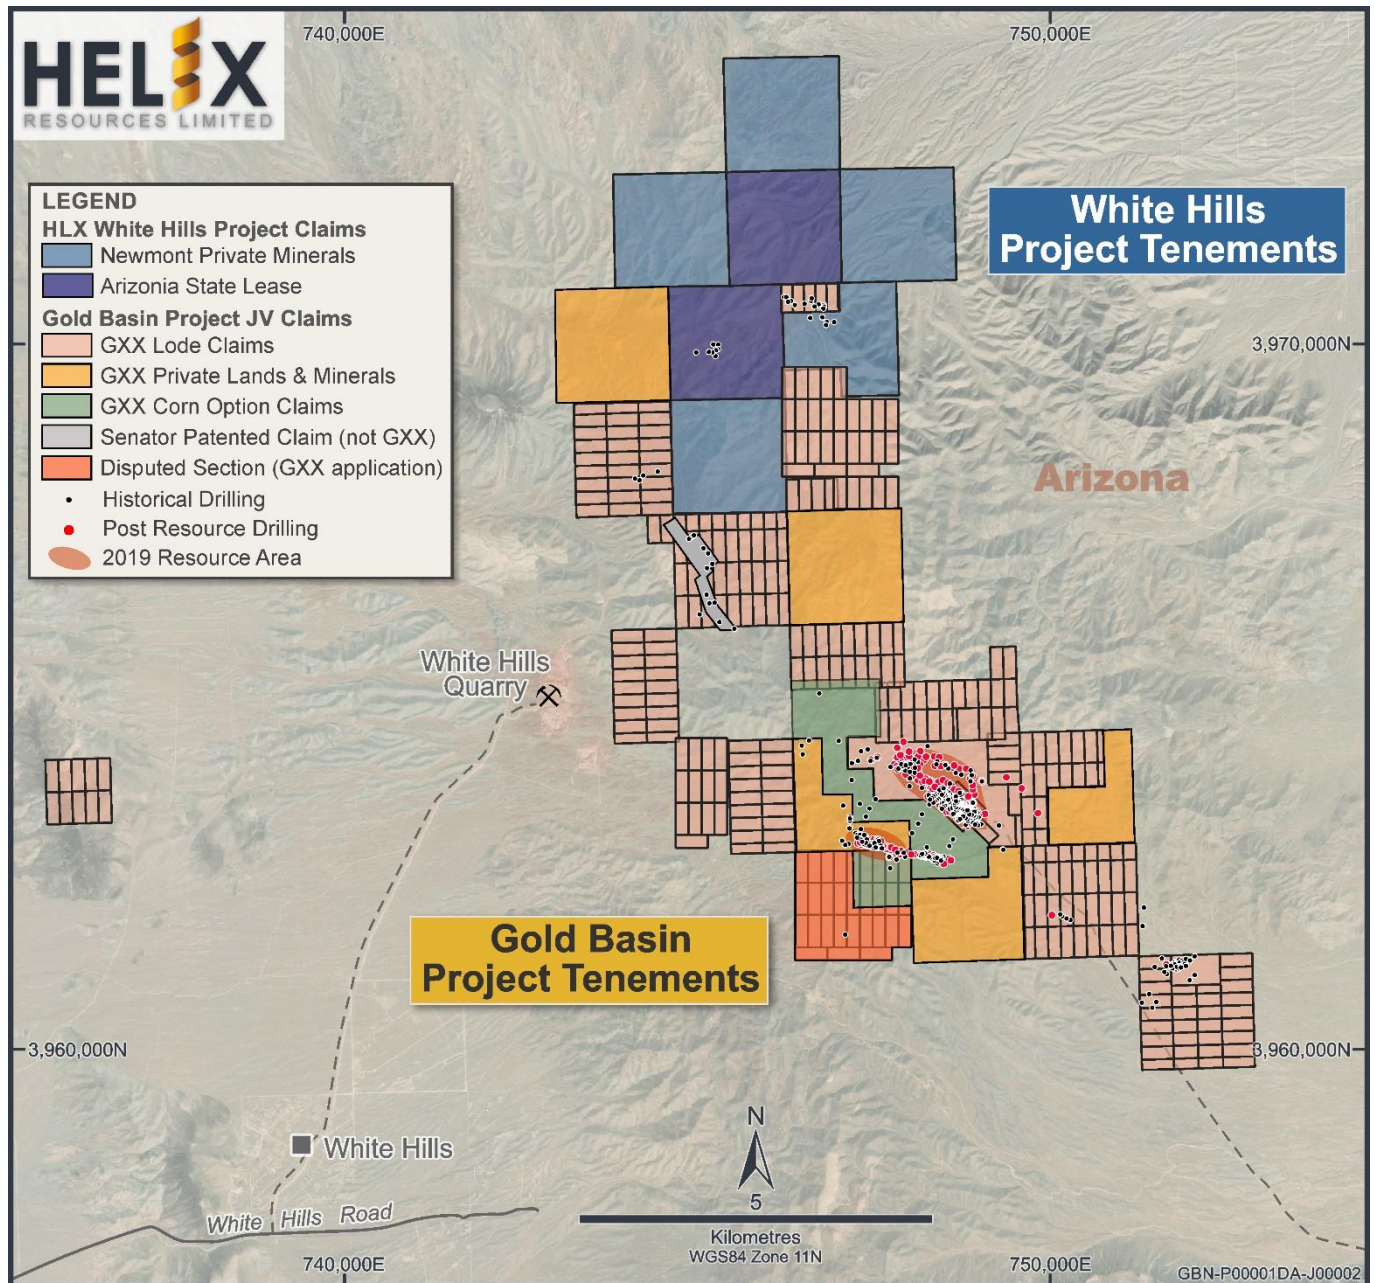 740,000E
750,000E
HELIX
RESOURCES LIMITED
LEGEND
HLX White Hills Project Claims
Newmont Private Minerals
Arizonia State Lease
Gold Basin Project JV Claims
GXX Lode Claims
GXX Private Lands & Minerals
GXX Corn Option Claims
Senator Patented Claim (not GXX)
Disputed Section (GXX application)
Historical Drilling
Post Resource Drilling
2019 Resource Area
White Hills
Project Tenements
3,970,000N
Arizona
White Hills
Quarry
Gold Basin
Project Tenements
3,960,000N
3,960,000N
White Hills
White Hills Road
N
5
Kilometres
WGS84 Zone 11N
740,000E
750,000E
GBN-P00001DA-J00002